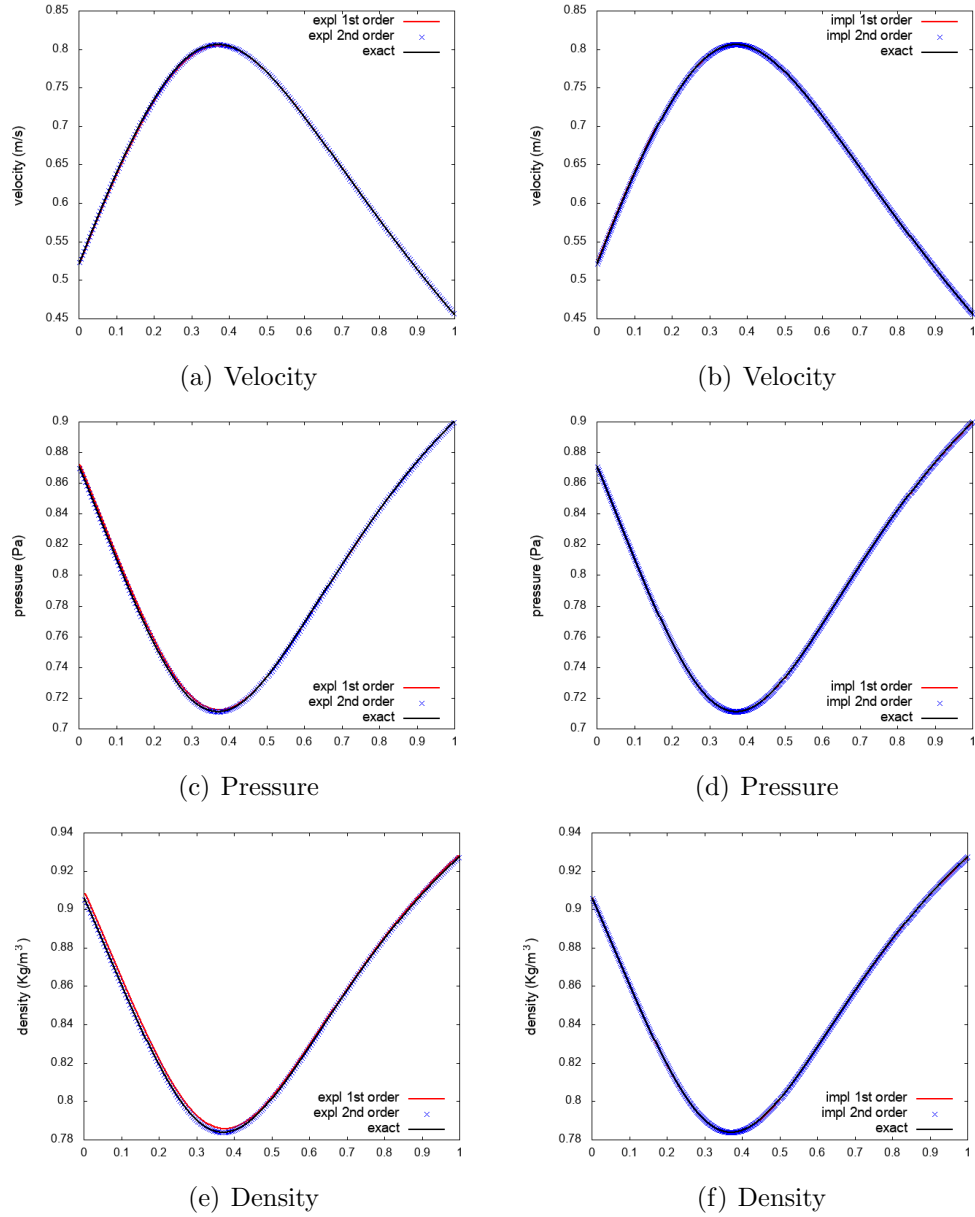 expl 1st order
expl 2nd order
exact
velocity (m/s)
0.85
0.8
0.75
0.7
0.65
0.6
0.55
0.5
0.45
0 0.1 0.2 0.3 0.4 0.5 0.6 0.7 0.8 0.9 1
(a) Velocity
impl 1st order
impl 2nd order
exact
velocity (m/s)
0.85
0.8
0.75
0.7
0.65
0.6
0.55
0.5
0.45
0 0.1 0.2 0.3 0.4 0.5 0.6 0.7 0.8 0.9 1
(b) Velocity
pressure (Pa)
0.9
0.88
0.86
0.84
0.82
0.8
0.78
0.76
0.74
0.72
0.7
expl 1st order
expl 2nd order
exact
0 0.1 0.2 0.3 0.4 0.5 0.6 0.7 0.8 0.9 1
(c) Pressure
pressure (Pa)
0.9
0.88
0.86
0.84
0.82
0.8
0.78
0.76
0.74
0.72
0.7
impl 1st order
impl 2nd order
exact
0 0.1 0.2 0.3 0.4 0.5 0.6 0.7 0.8 0.9 1
(d) Pressure
density (Kg/m³)
0.94
0.92
0.9
0.88
0.86
0.84
0.82
0.8
0.78
expl 1st order
expl 2nd order
exact
0 0.1 0.2 0.3 0.4 0.5 0.6 0.7 0.8 0.9 1
(e) Density
density (Kg/m³)
0.94
0.92
0.9
0.88
0.86
0.84
0.82
0.8
0.78
impl 1st order
impl 2nd order
exact
0 0.1 0.2 0.3 0.4 0.5 0.6 0.7 0.8 0.9 1
(f) Density